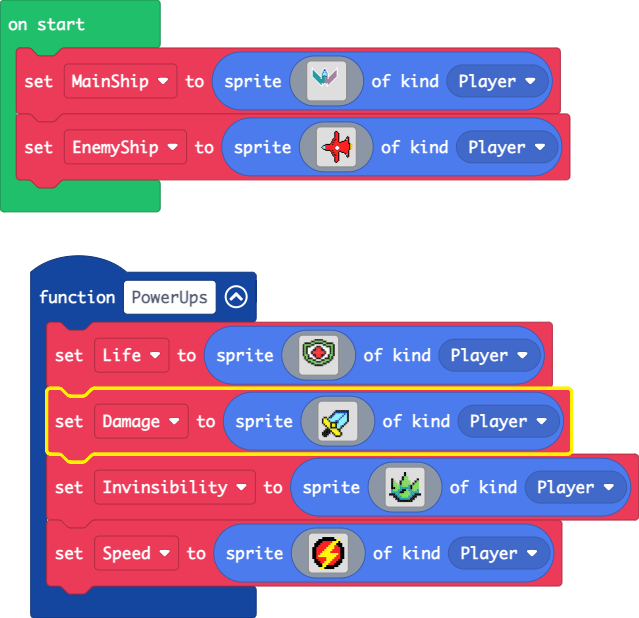 on start
set MainShip to sprite of kind Player
set EnemyShip to sprite of kind Player
function PowerUps
set Life to sprite of kind Player
set Damage to sprite of kind Player
set Invinsibility to sprite of kind Player
set Speed to sprite of kind Player